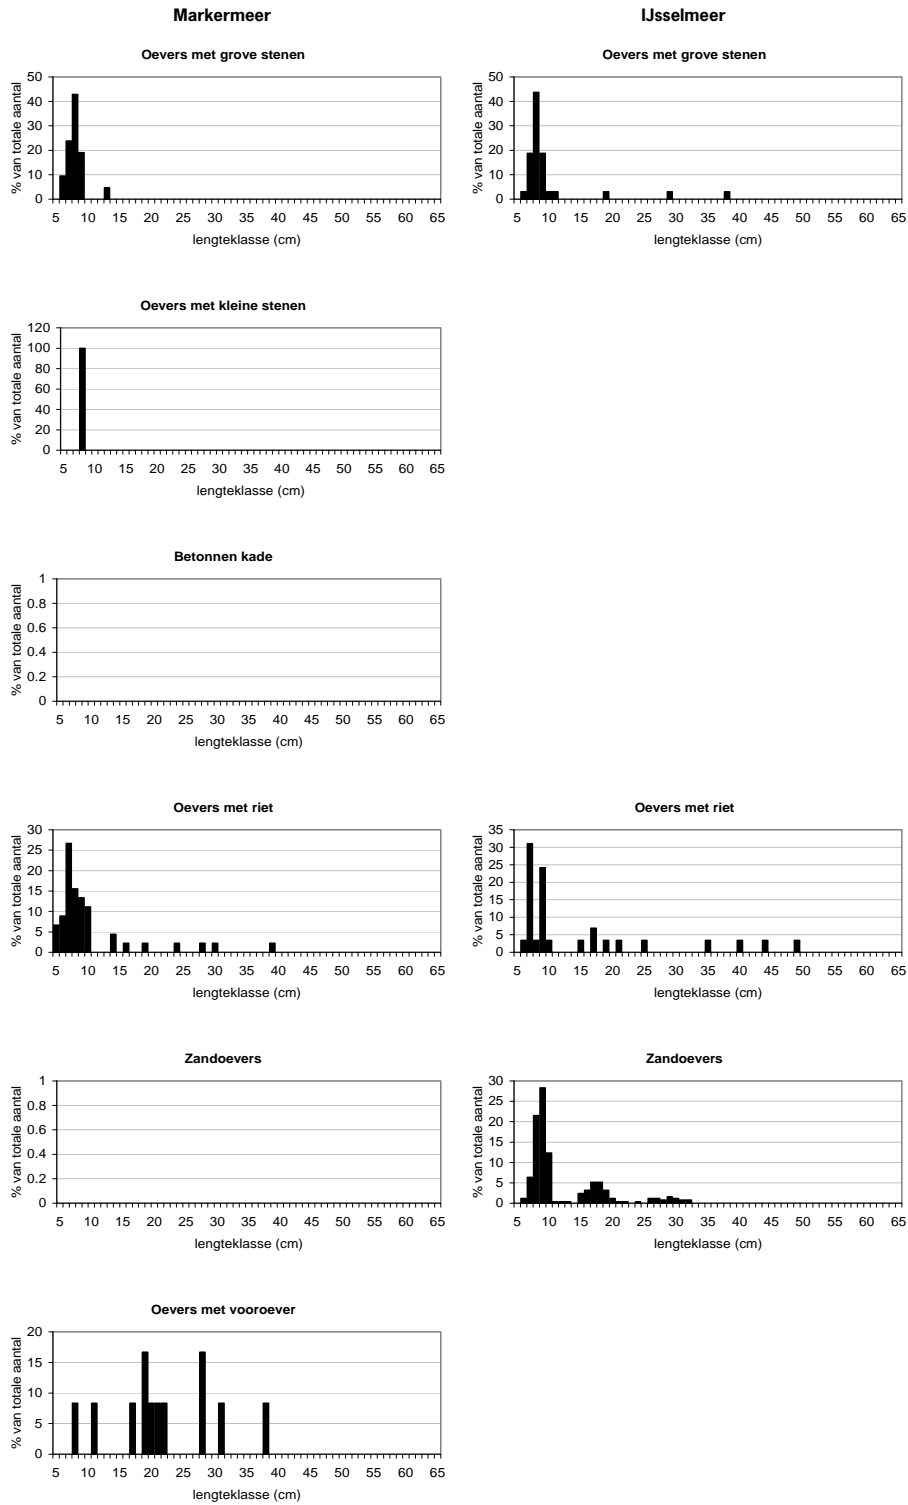 Markermeer
IJsselmeer
Oevers met grove stenen
% van totale aantal
50
40
30
20
10
0
5 10 15 20 25 30 35 40 45 50 55 60 65
lengteklasse (cm)
Oevers met grove stenen
% van totale aantal
50
40
30
20
10
0
5 10 15 20 25 30 35 40 45 50 55 60 65
lengteklasse (cm)
Oevers met kleine stenen
% van totale aantal
120
100
80
60
40
20
0
5 10 15 20 25 30 35 40 45 50 55 60 65
lengteklasse (cm)
Betonnen kade
% van totale aantal
1
0.8
0.6
0.4
0.2
0
5 10 15 20 25 30 35 40 45 50 55 60 65
lengteklasse (cm)
Oevers met riet
% van totale aantal
30
25
20
15
10
5
0
5 10 15 20 25 30 35 40 45 50 55 60 65
lengteklasse (cm)
Oevers met riet
% van totale aantal
35
30
25
20
15
10
5
0
5 10 15 20 25 30 35 40 45 50 55 60 65
lengteklasse (cm)
Zandoevers
% van totale aantal
1
0.8
0.6
0.4
0.2
0
5 10 15 20 25 30 35 40 45 50 55 60 65
lengteklasse (cm)
Zandoevers
% van totale aantal
30
25
20
15
10
5
0
5 10 15 20 25 30 35 40 45 50 55 60 65
lengteklasse (cm)
Oevers met vooroever
% van totale aantal
20
15
10
5
0
5 10 15 20 25 30 35 40 45 50 55 60 65
lengteklasse (cm)